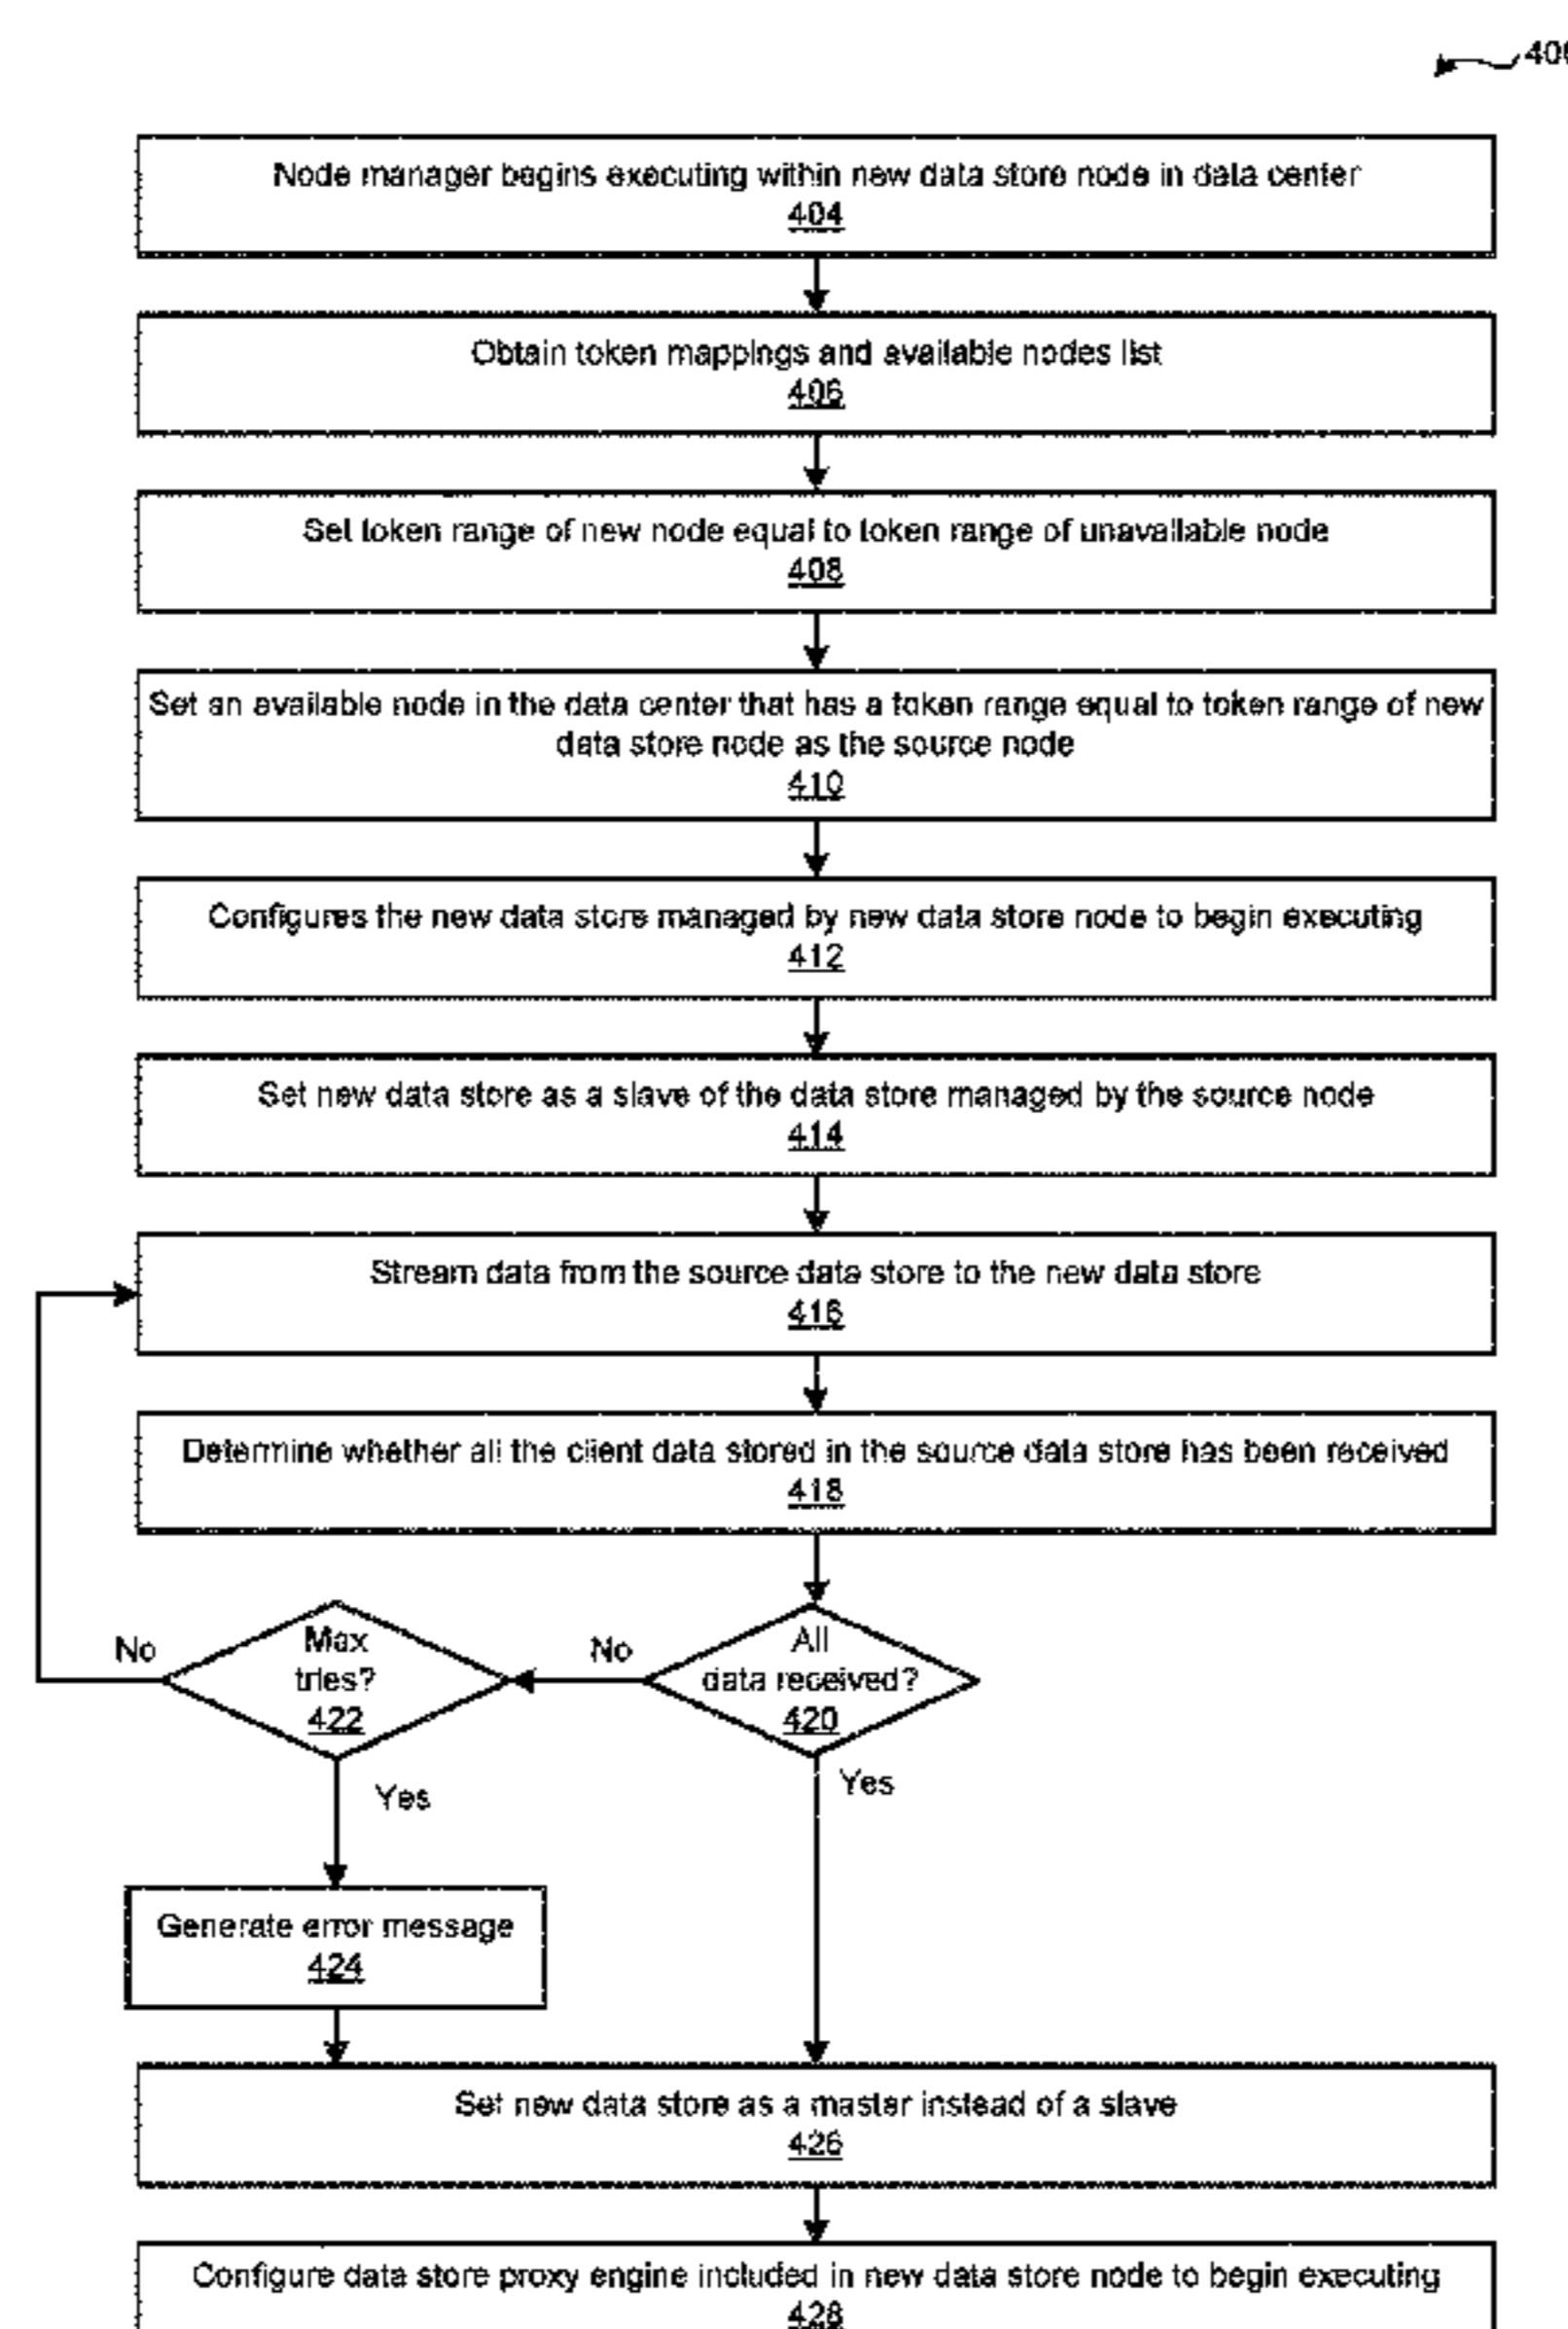 400
Node manager begins executing within new data store node in data center
404
Obtain token mappings and available nodes list
406
Set token range of new node equal to token range of unavailable node
408
Set an available node in the data center that has a token range equal to token range of new
data store node as the source node
410
Configures the new data store managed by new data store node to begin executing
412
Set new data store as a slave of the data store managed by the source node
414
Stream data from the source data store to the new data store
416
Determine whether all the client data stored in the source data store has been received
418
No
Max
tries?
422
No
All
data received?
420
Yes
Yes
Generate error message
424
Set new data store as a master instead of a slave
426
Configure data store proxy engine included in new data store node to begin executing
428